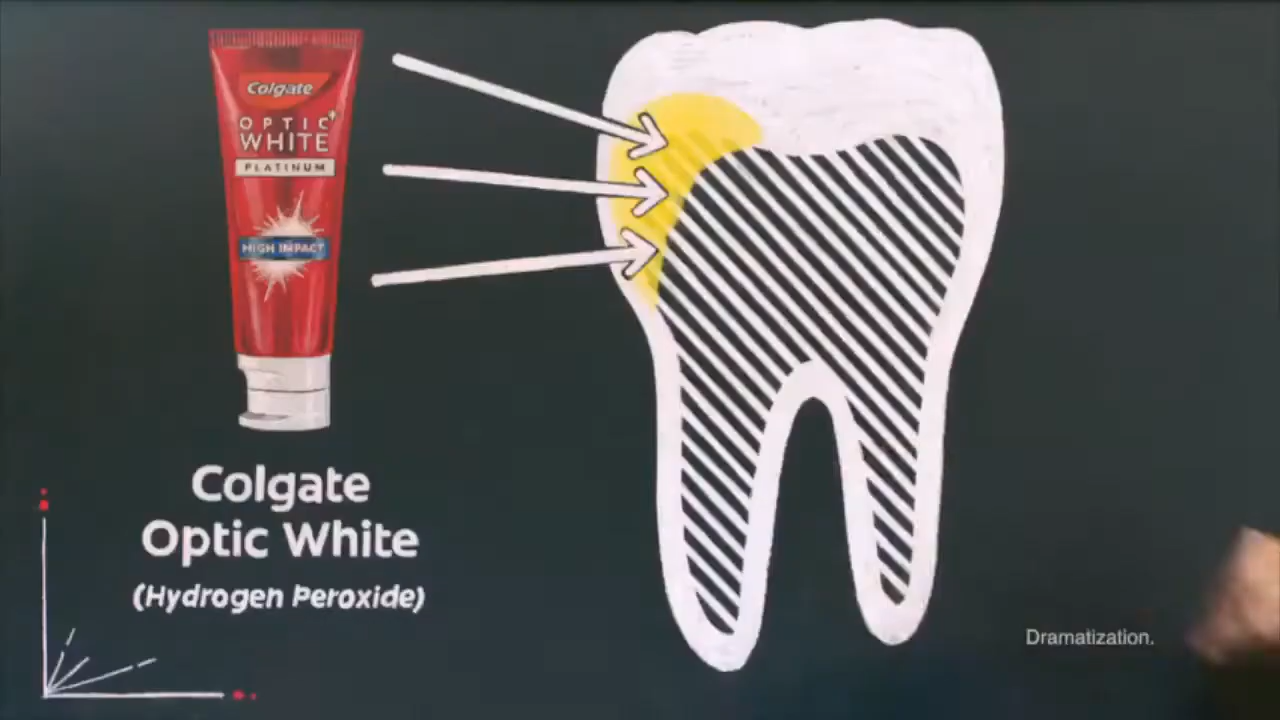 Colgate
OPTIC
WHITE
PLATINUM
HIGH IMPACT
Colgate
Optic White
(Hydrogen Peroxide)
Dramatization.